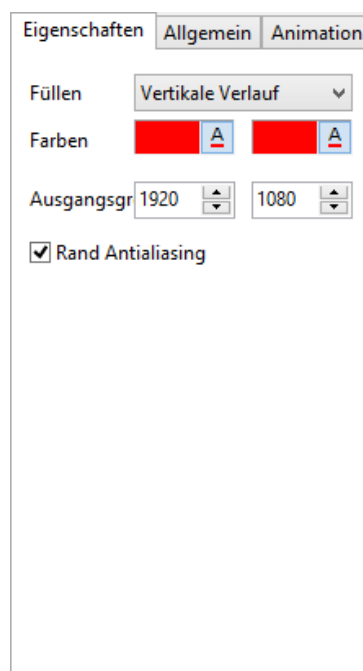 Eigenschaften Allgemein Animation
Füllen Vertikale Verlauf
Farben A A
Ausgangsgr 1920 1080
Rand Antialiasing